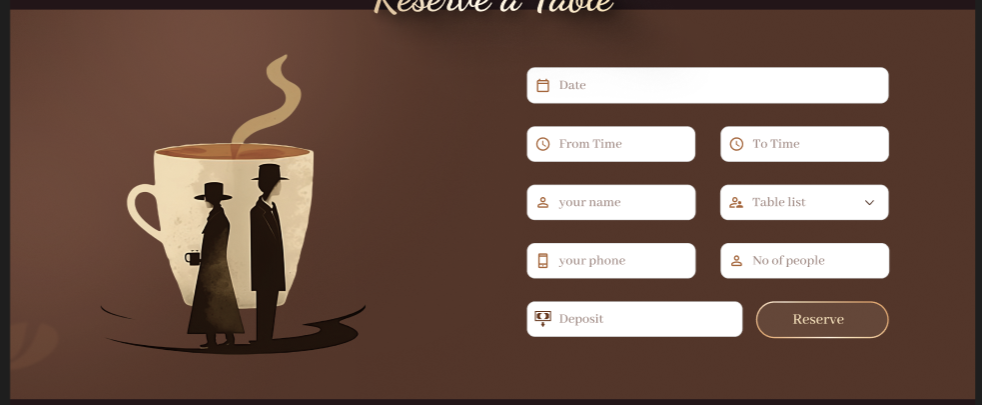 Reserve a Table
Date
From Time
To Time
your name
Table list
your phone
No of people
Deposit
Reserve